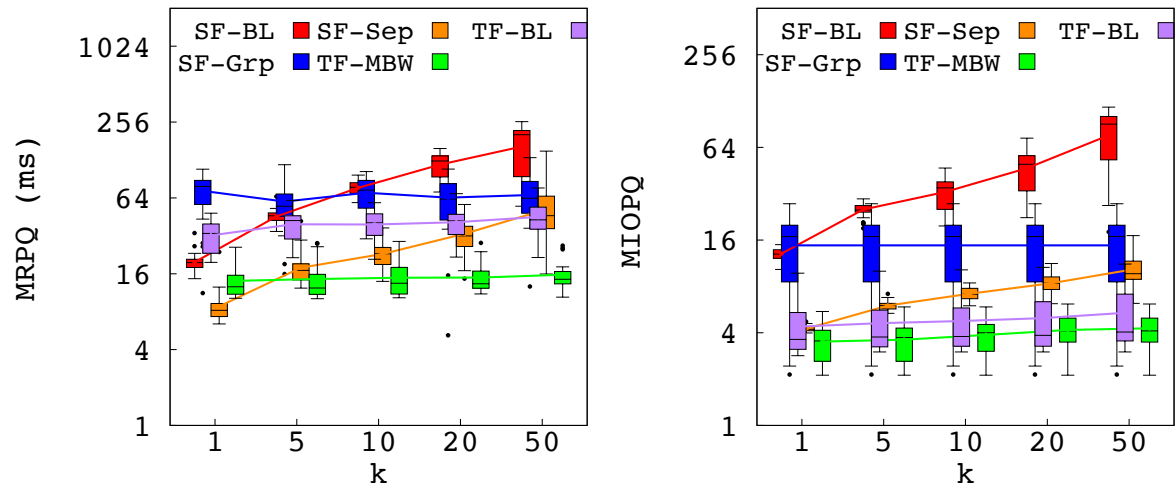 SF-BL SF-Sep TF-BL
SF-Grp TF-MBW
1024
256
64
16
4
1
MRPQ (ms)
1 5 10 20 50
k
SF-BL SF-Sep TF-BL
SF-Grp TF-MBW
256
64
16
4
1
MIOPQ
1 5 10 20 50
k